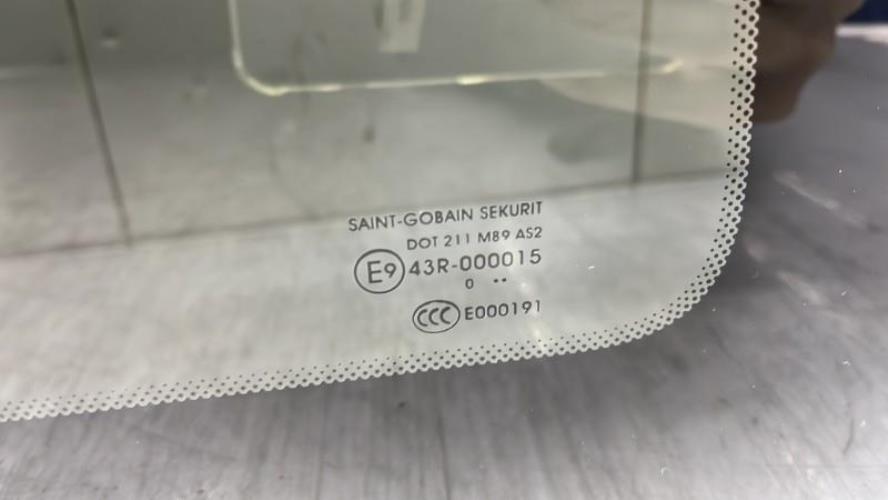 SAINT-GOBAIN SEKURIT
DOT 211 M89 AS2
E9 43R-000015
0 ••
CCC E000191